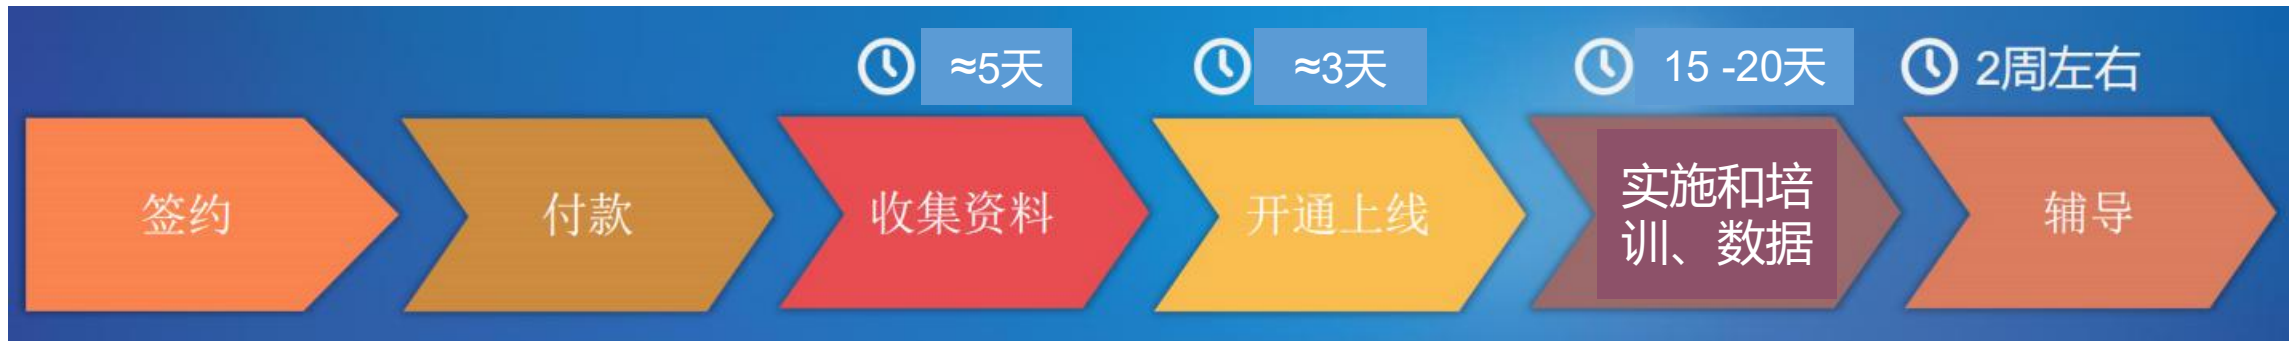 ≈5天
≈3天
15 -20天
2周左右
签约
付款
收集资料
开通上线
实施和培
训、数据
辅导